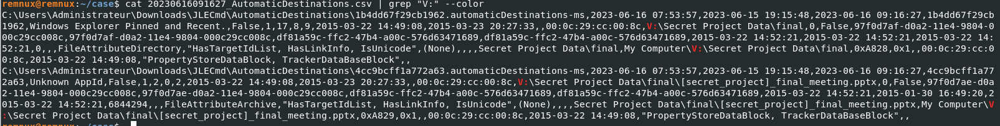 remnux@remnux:~/case$ cat 20230616091627_AutomaticDestinations.csv | grep "V:" --color
C:\Users\Administrateur\Downloads\JLECmd\AutomaticDestinations\1b4dd67f29cb1962.automaticDestinations-ms,2023-06-16 07:53:57,2023-06-15 19:15:48,2023-06-16 09:16:27,1b4dd67f29cb
1962,Windows Explorer Pinned and Recent.,False,1,17,8,9,2015-03-22 14:49:08,2015-03-23 20:27:33,,00:0c:29:cc:00:8c,V:\Secret Project Data\final,0,False,97f0d7af-d0a2-11e4-9804-0
00c29cc008c,97f0d7af-d0a2-11e4-9804-000c29cc008c,df81a59c-ffc2-47b4-a00c-576d63471689,df81a59c-ffc2-47b4-a00c-576d63471689,2015-03-22 14:52:21,2015-03-22 14:52:21,2015-03-22 14:
52:21,0,,,FileAttributeDirectory,"HasTargetIdList, HasLinkInfo, IsUnicode",(None),,,,Secret Project Data\final,My Computer\V:\Secret Project Data\final,0xA828,0x1,,00:0c:29:cc:0
0:8c,2015-03-22 14:49:08,"PropertyStoreDataBlock, TrackerDataBaseBlock",,
C:\Users\Administrateur\Downloads\JLECmd\AutomaticDestinations\4cc9bcff1a772a63.automaticDestinations-ms,2023-06-16 07:53:57,2023-06-15 19:15:48,2023-06-16 09:16:27,4cc9bcff1a77
2a63,Unknown AppId,False,1,2,0,2,2015-03-22 14:49:08,2015-03-23 20:27:33,,00:0c:29:cc:00:8c,V:\Secret Project Data\final\[secret_project]_final_meeting.pptx,0,False,97f0d7ae-d0a
2-11e4-9804-000c29cc008c,97f0d7ae-d0a2-11e4-9804-000c29cc008c,df81a59c-ffc2-47b4-a00c-576d63471689,df81a59c-ffc2-47b4-a00c-576d63471689,2015-03-22 14:52:21,2015-01-30 16:49:20,2
015-03-22 14:52:21,6844294,,,FileAttributeArchive,"HasTargetIdList, HasLinkInfo, IsUnicode",(None),,,,Secret Project Data\final\[secret_project]_final_meeting.pptx,My Computer\V
:\Secret Project Data\final\[secret_project]_final_meeting.pptx,0xA829,0x1,,00:0c:29:cc:00:8c,2015-03-22 14:49:08,"PropertyStoreDataBlock, TrackerDataBaseBlock",,
remnux@remnux:~/case$